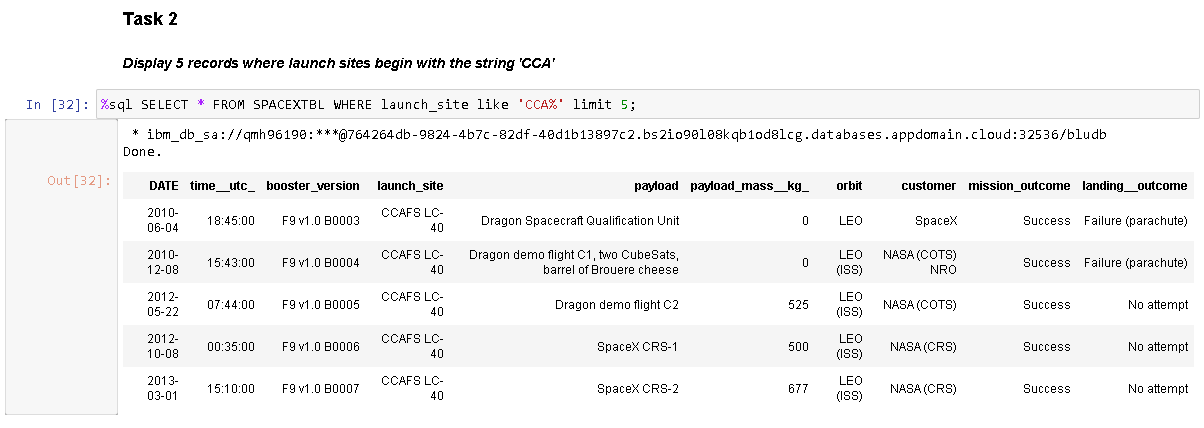 Task 2
Display 5 records where launch sites begin with the string 'CCA'
In [32]: %sql SELECT * FROM SPACEXTBL WHERE launch_site like 'CCA%' limit 5;
* ibm_db_sa://qmh96190:***@764264db-9824-4b7c-82df-40d1b13897c2.bs2io90l08kqb1od8lcg.databases.appdomain.cloud:32536/bludb
Done.
Out[32]:
DATE time__utc_ booster_version launch_site payload payload_mass__kg_ orbit customer mission_outcome landing__outcome
2010-06-04 18:45:00 F9 v1.0 B0003 CCAFS LC-40 Dragon Spacecraft Qualification Unit 0 LEO SpaceX Success Failure (parachute)
2010-12-08 15:43:00 F9 v1.0 B0004 CCAFS LC-40 Dragon demo flight C1, two CubeSats, barrel of Brouere cheese 0 LEO (ISS) NASA (COTS) NRO Success Failure (parachute)
2012-05-22 07:44:00 F9 v1.0 B0005 CCAFS LC-40 Dragon demo flight C2 525 LEO (ISS) NASA (COTS) Success No attempt
2012-10-08 00:35:00 F9 v1.0 B0006 CCAFS LC-40 SpaceX CRS-1 500 LEO (ISS) NASA (CRS) Success No attempt
2013-03-01 15:10:00 F9 v1.0 B0007 CCAFS LC-40 SpaceX CRS-2 677 LEO (ISS) NASA (CRS) Success No attempt